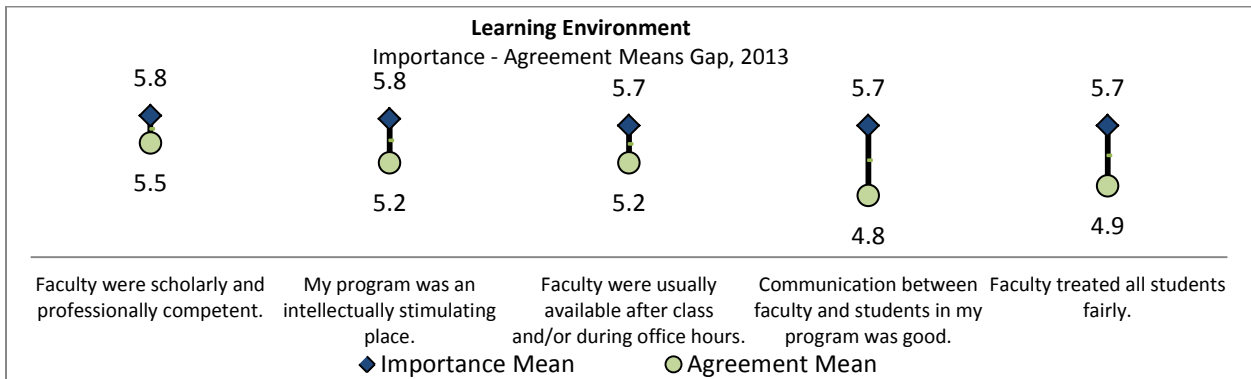 Learning Environment
Importance - Agreement Means Gap, 2013
5.8
5.8
5.7
5.7
5.7
5.5
5.2
5.2
4.8
4.9
Faculty were scholarly and
professionally competent.
My program was an
intellectually stimulating
place.
Faculty were usually
available after class
and/or during office hours.
Communication between
faculty and students in my
program was good.
Faculty treated all students
fairly.
Importance Mean
Agreement Mean